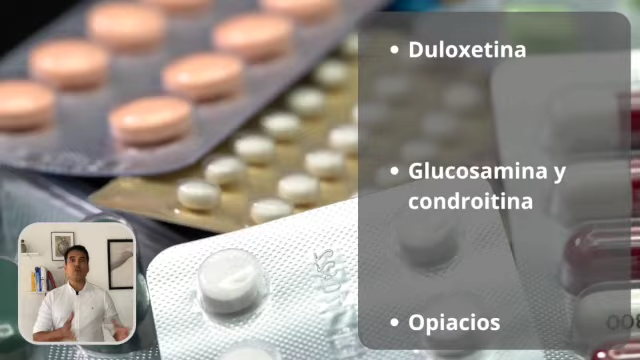 • Duloxetina
• Glucosamina y
condroitina
• Opiacios